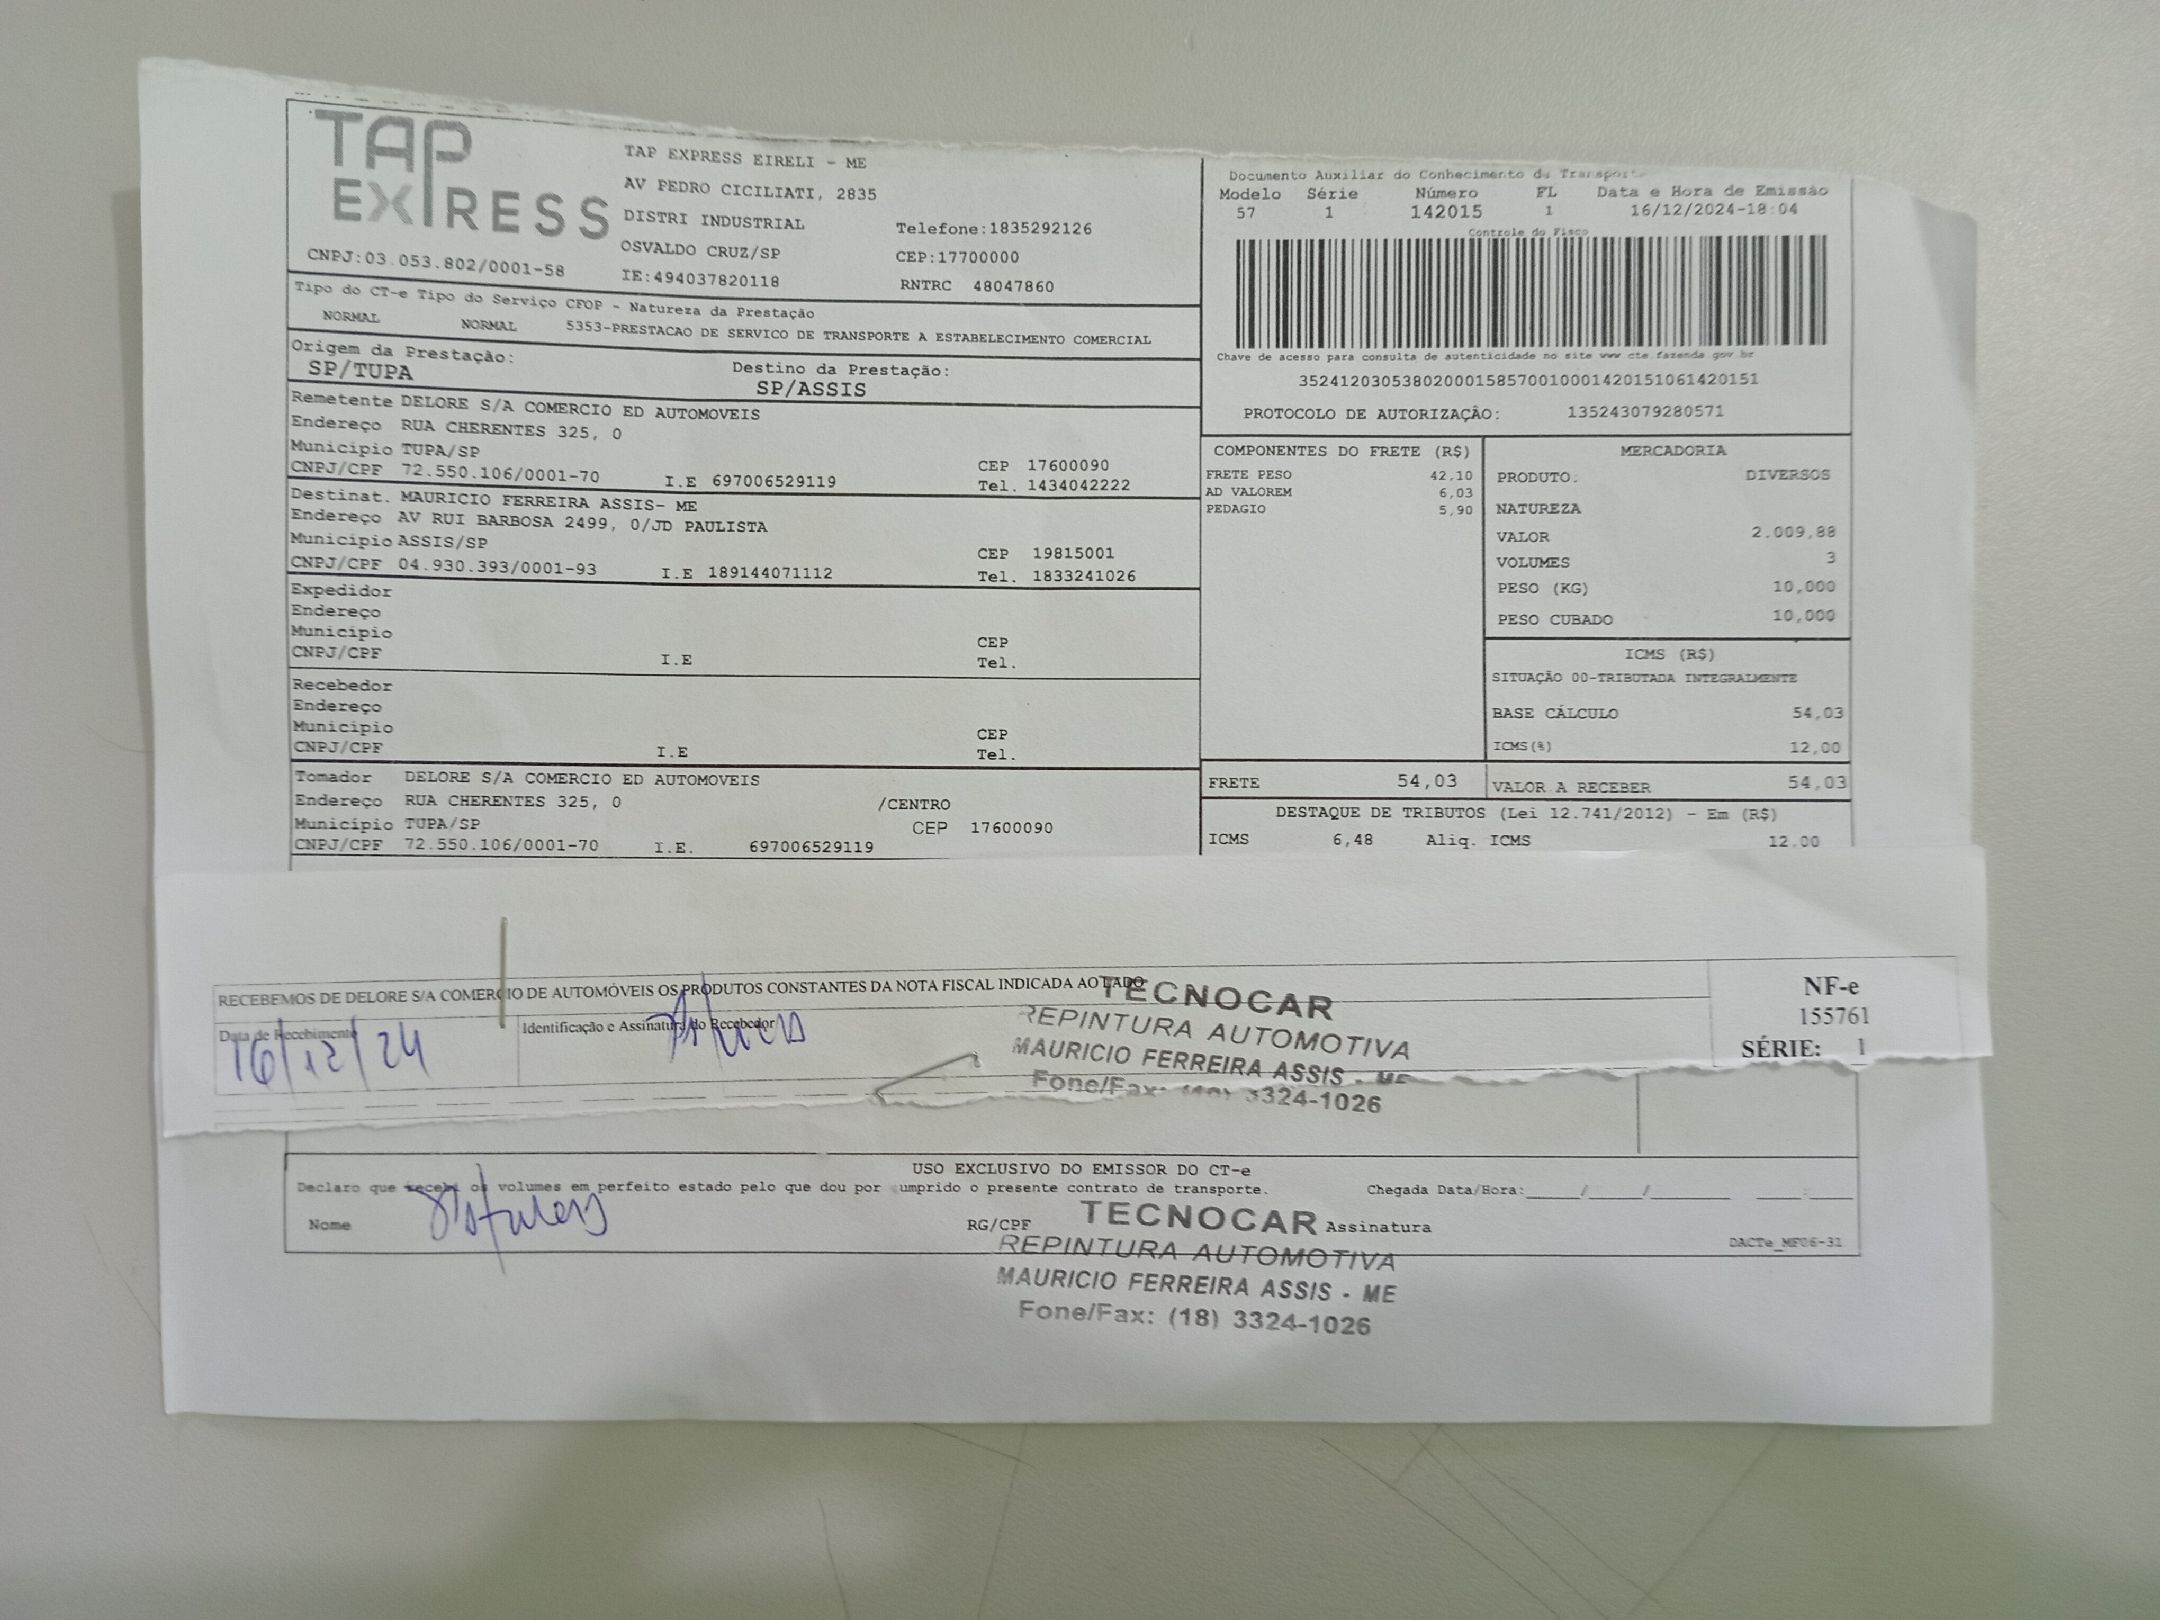 TAP EXPRESS
TAP EXPRESS EIRELI - ME
AV PEDRO CICILIATI, 2835
DISTRI INDUSTRIAL
Telefone:1835292126
OSVALDO CRUZ/SP
CEP:17700000
CNPJ:03.053.802/0001-58
IE:494037820118
RNTRC 48047860
Tipo do CT-e Tipo do Serviço CFOP - Natureza da Prestação
NORMAL NORMAL 5353-PRESTACAO DE SERVICO DE TRANSPORTE A ESTABELECIMENTO COMERCIAL
Origem da Prestação:
SP/TUPA
Destino da Prestação:
SP/ASSIS
Remetente DELORE S/A COMERCIO ED AUTOMOVEIS
Endereço RUA CHERENTES 325, 0
Município TUPA/SP
CEP 17600090
CNPJ/CPF 72.550.106/0001-70 I.E 697006529119 Tel. 1434042222
Destinat. MAURICIO FERREIRA ASSIS- ME
Endereço AV RUI BARBOSA 2499, 0/JD PAULISTA
Município ASSIS/SP
CEP 19815001
CNPJ/CPF 04.930.393/0001-93 I.E 189144071112 Tel. 1833241026
Expedidor
Endereço
Município
CEP
CNPJ/CPF I.E Tel.
Recebedor
Endereço
Município
CEP
CNPJ/CPF I.E Tel.
Tomador DELORE S/A COMERCIO ED AUTOMOVEIS
Endereço RUA CHERENTES 325, 0 /CENTRO
Município TUPA/SP CEP 17600090
CNPJ/CPF 72.550.106/0001-70 I.E. 697006529119
Documento Auxiliar do Conhecimento de Transport
Modelo Série Número FL Data e Hora de Emissão
57 1 142015 1 16/12/2024-18:04
Controle do Fisco
Chave de acesso para consulta de autenticidade no site www.cte.fazenda.gov.br
35241203053802000158570010001420151061420151
PROTOCOLO DE AUTORIZAÇÃO: 135243079280571
COMPONENTES DO FRETE (R$)
FRETE PESO 42,10
AD VALOREM 6,03
PEDAGIO 5,90
MERCADORIA
PRODUTO: DIVERSOS
NATUREZA
VALOR 2.009,88
VOLUMES 3
PESO (KG) 10,000
PESO CUBADO 10,000
ICMS (R$)
SITUAÇÃO 00-TRIBUTADA INTEGRALMENTE
BASE CÁLCULO 54,03
ICMS(%) 12,00
FRETE 54,03 VALOR A RECEBER 54,03
DESTAQUE DE TRIBUTOS (Lei 12.741/2012) - Em (R$)
ICMS 6,48 Aliq. ICMS 12,00
RECEBEMOS DE DELORE S/A COMERCIO DE AUTOMÓVEIS OS PRODUTOS CONSTANTES DA NOTA FISCAL INDICADA AO LADO
Data de Recebimento
16/12/24
Identificação e Assinatura do Recebedor
TECNOCAR
REPINTURA AUTOMOTIVA
MAURICIO FERREIRA ASSIS - ME
Fone/Fax: 3324-1026
NF-e
155761
SÉRIE: 1
USO EXCLUSIVO DO EMISSOR DO CT-e
Declaro que recebi os volumes em perfeito estado pelo que dou por umprido o presente contrato de transporte.
Chegada Data/Hora: / /
Nome RG/CPF Assinatura
TECNOCAR
REPINTURA AUTOMOTIVA
MAURICIO FERREIRA ASSIS - ME
Fone/Fax: (18) 3324-1026
DACTe_MF06-31